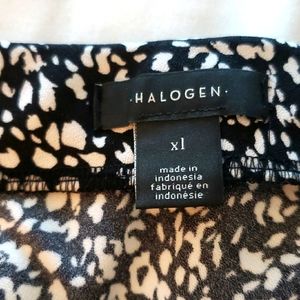 ·HALOGEN·
xl
made in
indonesia
fabriqué en
indonésie